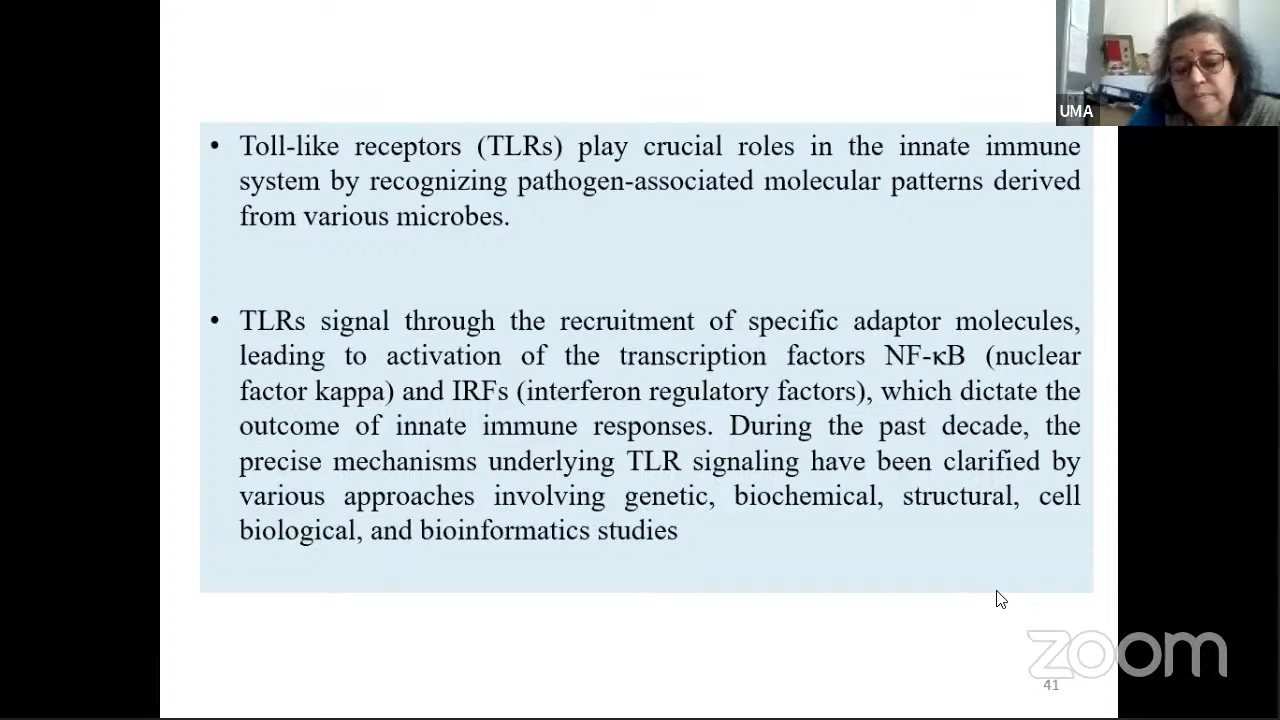 UMA
• Toll-like receptors (TLRs) play crucial roles in the innate immune
system by recognizing pathogen-associated molecular patterns derived
from various microbes.
• TLRs signal through the recruitment of specific adaptor molecules,
leading to activation of the transcription factors NF-κB (nuclear
factor kappa) and IRFs (interferon regulatory factors), which dictate the
outcome of innate immune responses. During the past decade, the
precise mechanisms underlying TLR signaling have been clarified by
various approaches involving genetic, biochemical, structural, cell
biological, and bioinformatics studies
zoom
41